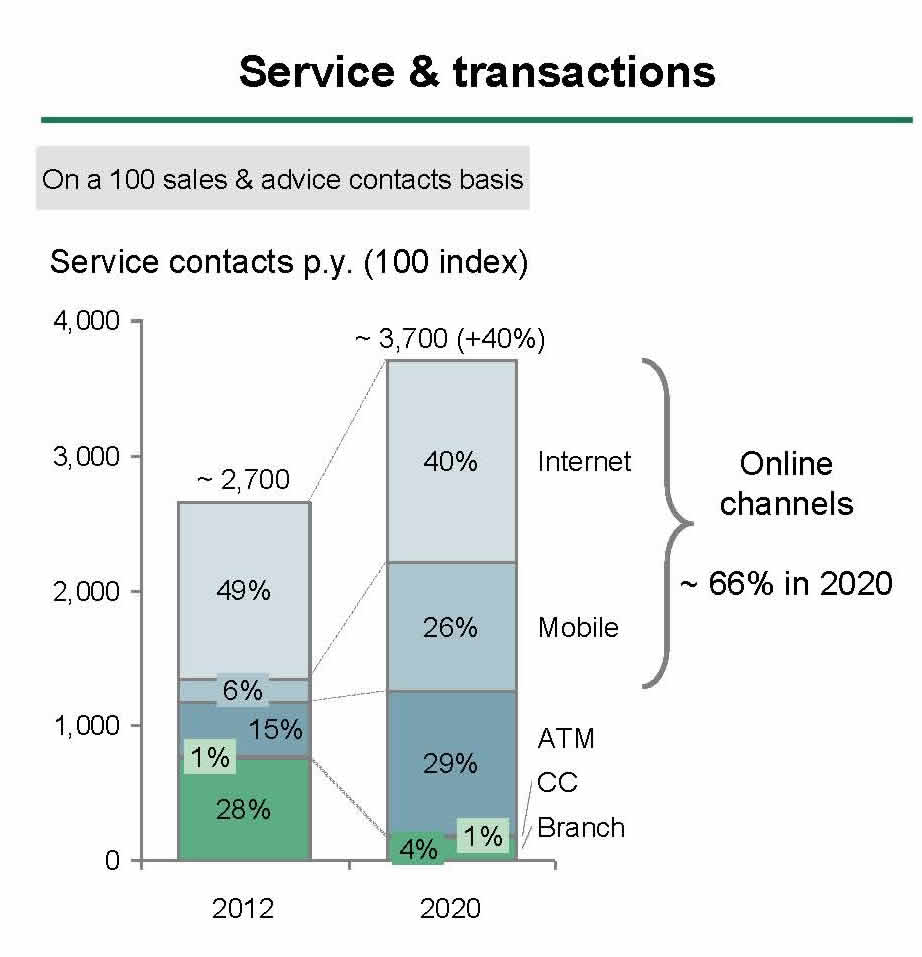 Service & transactions
On a 100 sales & advice contacts basis
Service contacts p.y. (100 index)
4,000
~ 3,700 (+40%)
3,000
40%
Internet
Online
channels
~ 2,700
2,000
49%
~ 66% in 2020
26%
Mobile
6%
1,000
15%
ATM
1%
29%
CC
28%
Branch
1%
4%
0
2012
2020